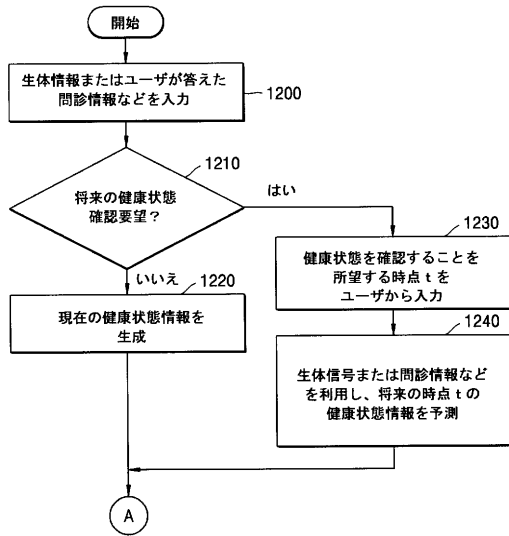 開始
生体情報またはユーザが答えた
問診情報などを入力
1200
1210
将来の健康状態
確認要望？
はい
いいえ
1220
現在の健康状態情報を
生成
1230
健康状態を確認することを
所望する時点 t を
ユーザから入力
1240
生体信号または問診情報など
を利用し、将来の時点 t の
健康状態情報を予測
A